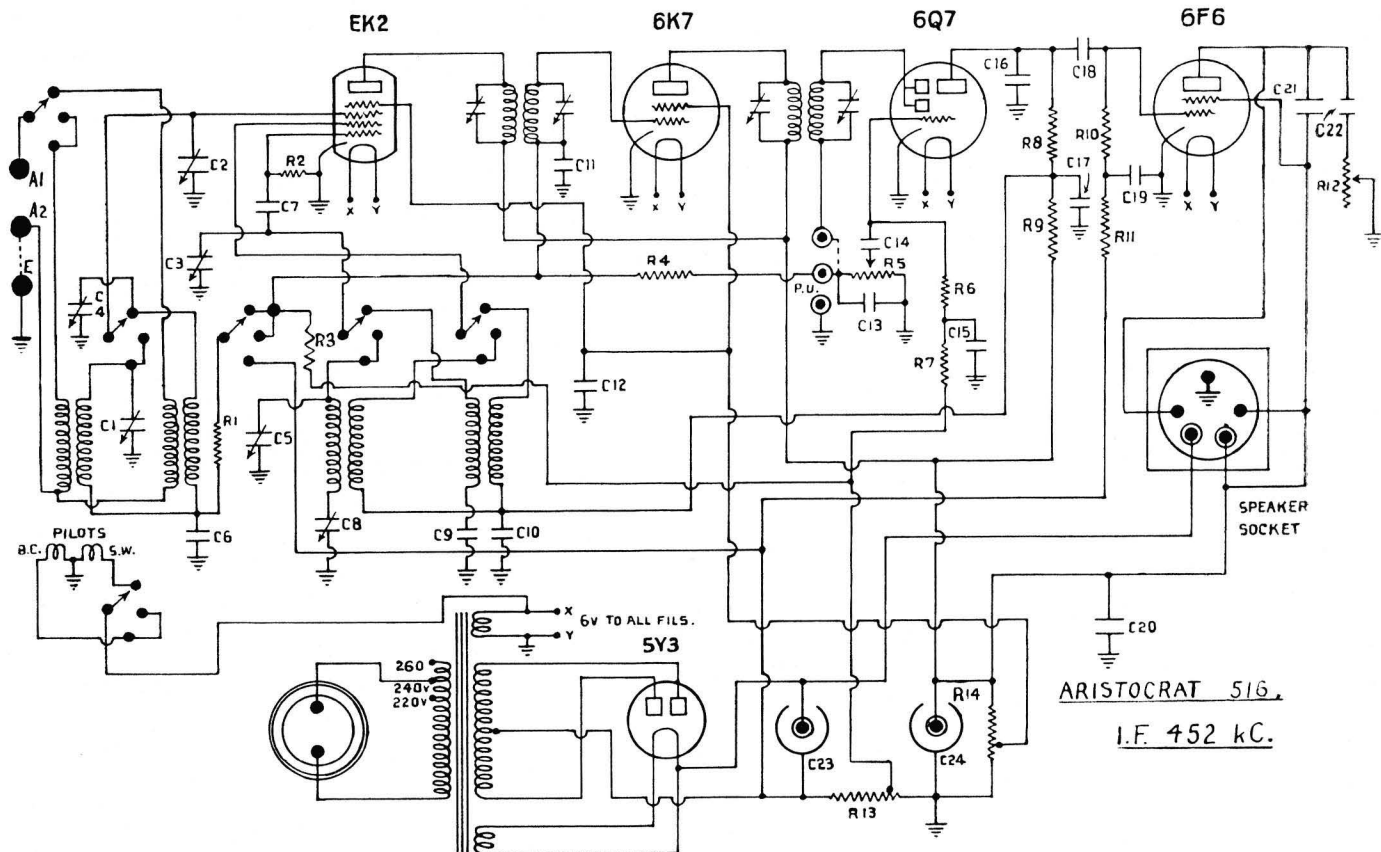 EK2
6K7
6Q7
6F6
A1
A2
E
C2
R2
C7
C3
C
4
C1
R1
R3
C5
C6
C8
C9
C10
C11
C12
X Y
X Y
X Y
X Y
R4
P.U.
C14
R5
C13
R6
C15
R7
C16
C18
R8
R10
C17
C19
R9
R11
C21
C22
R12
SPEAKER
SOCKET
PILOTS
B.C.
S.W.
X
6V TO ALL FILS.
Y
260
240V
220V
5Y3
C23
R13
C24
R14
C20
ARISTOCRAT 516.
I.F. 452 kC.